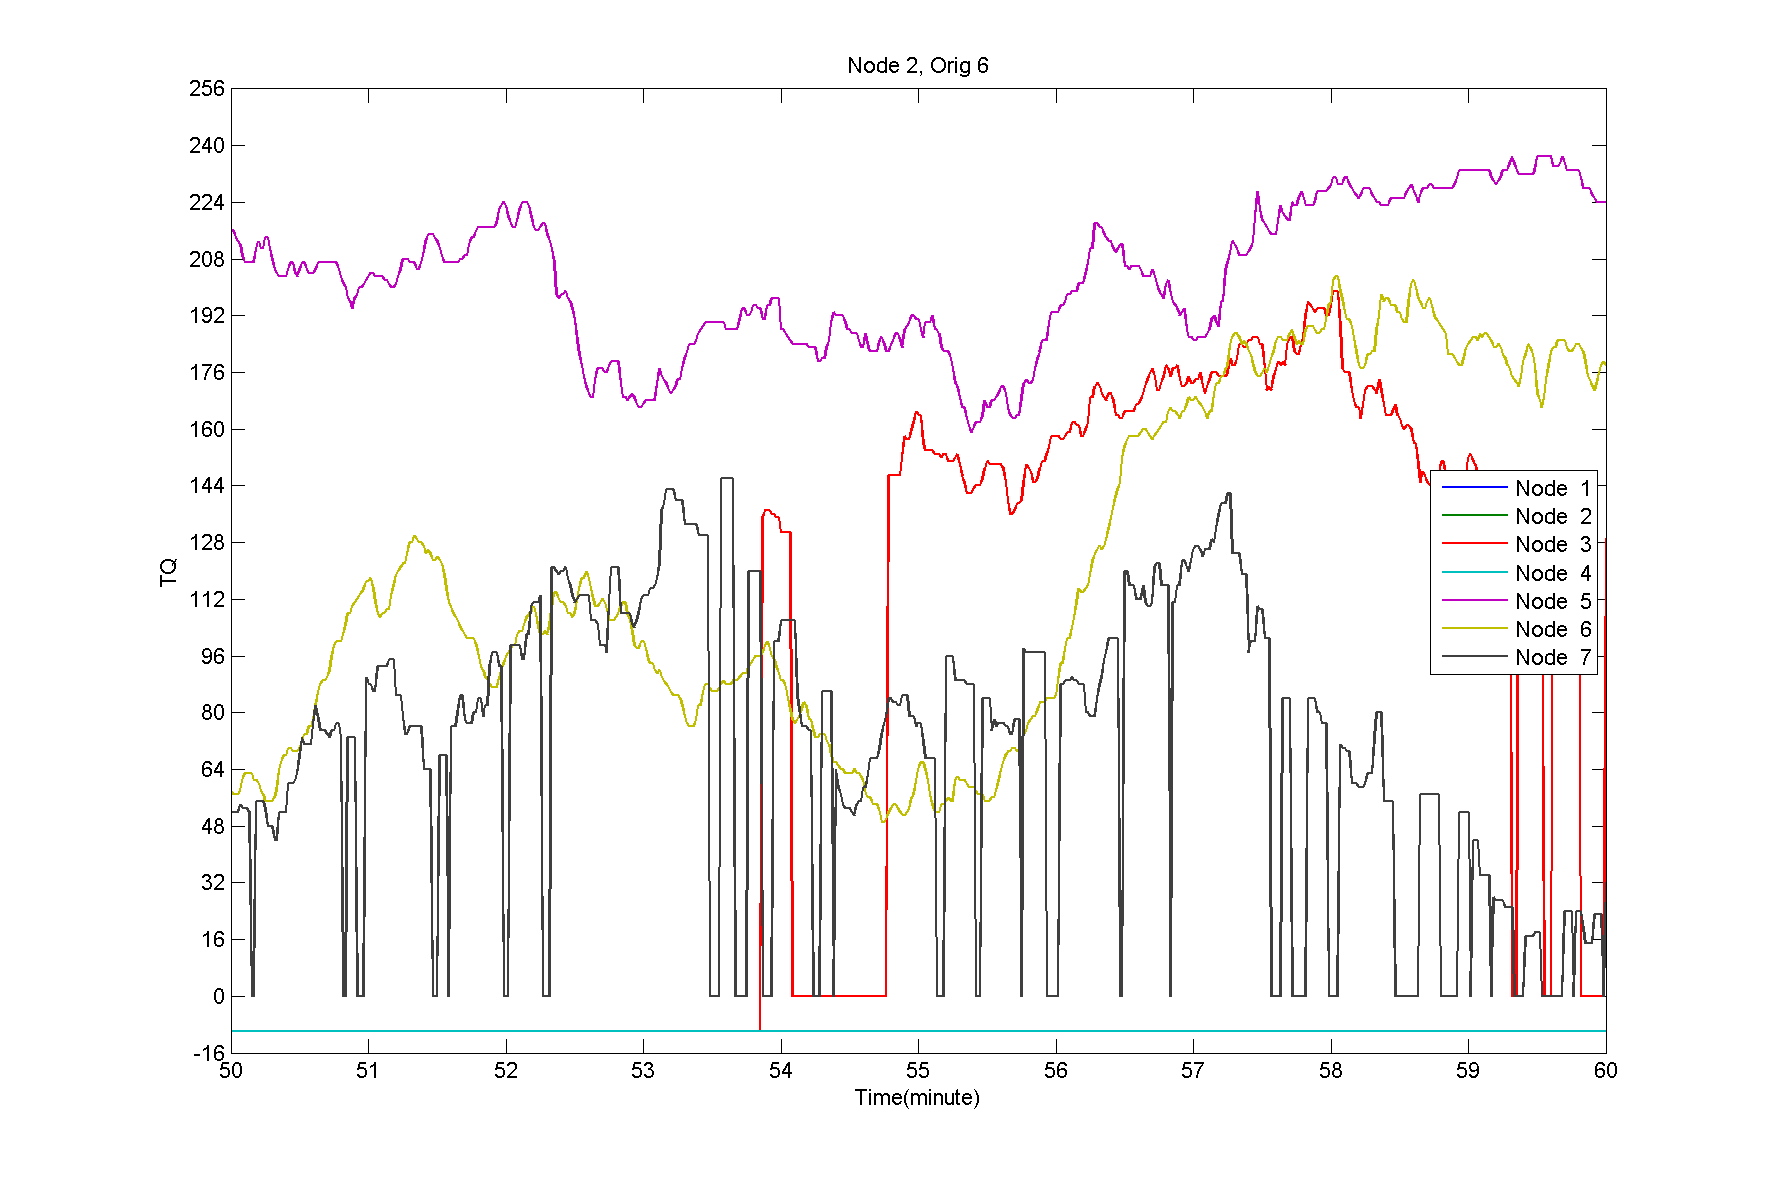 Node 2, Orig 6
256
240
224
208
192
176
160
144
128
112
96
80
64
48
32
16
0
-16
TQ
Node 1
Node 2
Node 3
Node 4
Node 5
Node 6
Node 7
50 51 52 53 54 55 56 57 58 59 60
Time(minute)